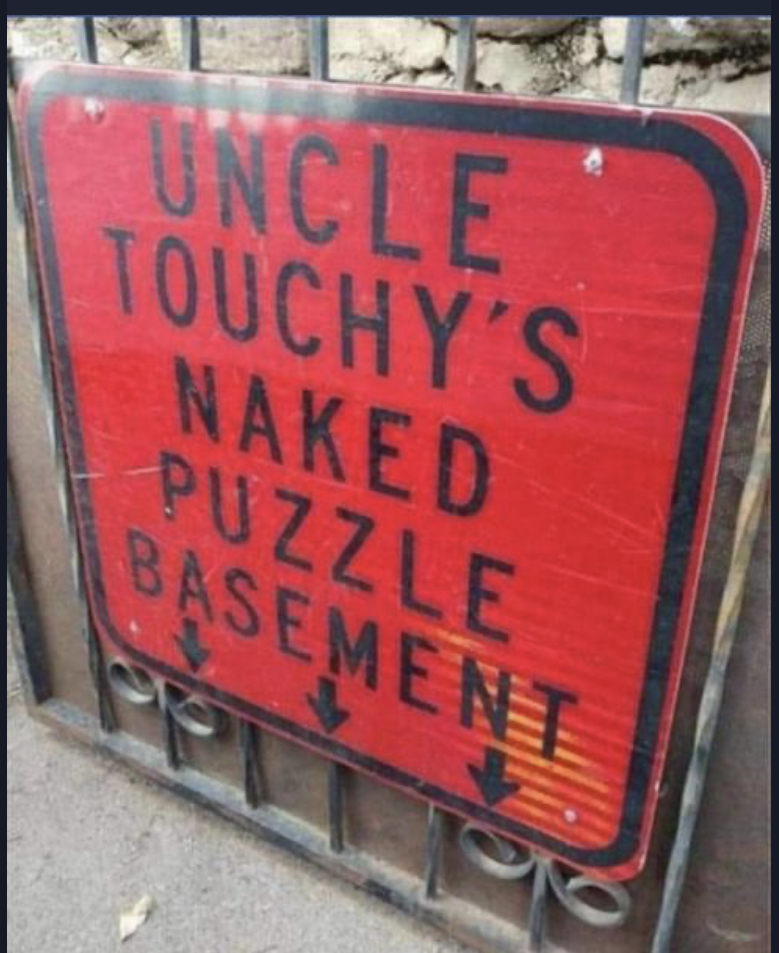 UNCLE
TOUCHY'S
NAKED
PUZZLE
BASEMENT